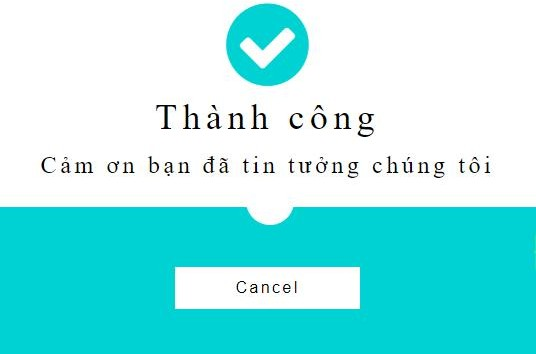 Thành công
Cảm ơn bạn đã tin tưởng chúng tôi
Cancel